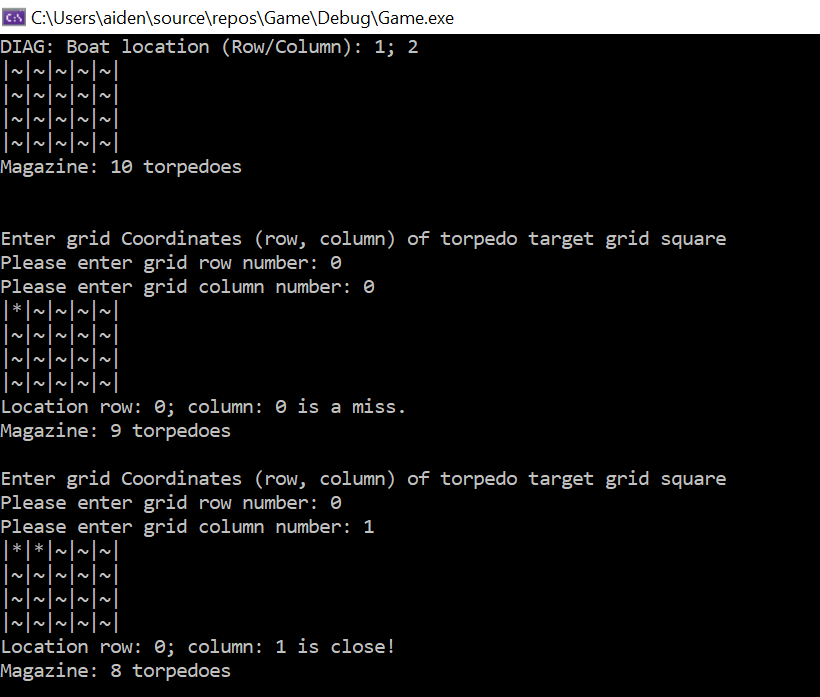 C:\Users\aiden\source\repos\Game\Debug\Game.exe
DIAG: Boat location (Row/Column): 1; 2
|~|~|~|~|~|
|~|~|~|~|~|
|~|~|~|~|~|
|~|~|~|~|~|
Magazine: 10 torpedoes
Enter grid Coordinates (row, column) of torpedo target grid square
Please enter grid row number: 0
Please enter grid column number: 0
|*|~|~|~|~|
|~|~|~|~|~|
|~|~|~|~|~|
|~|~|~|~|~|
Location row: 0; column: 0 is a miss.
Magazine: 9 torpedoes
Enter grid Coordinates (row, column) of torpedo target grid square
Please enter grid row number: 0
Please enter grid column number: 1
|*|*|~|~|~|
|~|~|~|~|~|
|~|~|~|~|~|
|~|~|~|~|~|
Location row: 0; column: 1 is close!
Magazine: 8 torpedoes